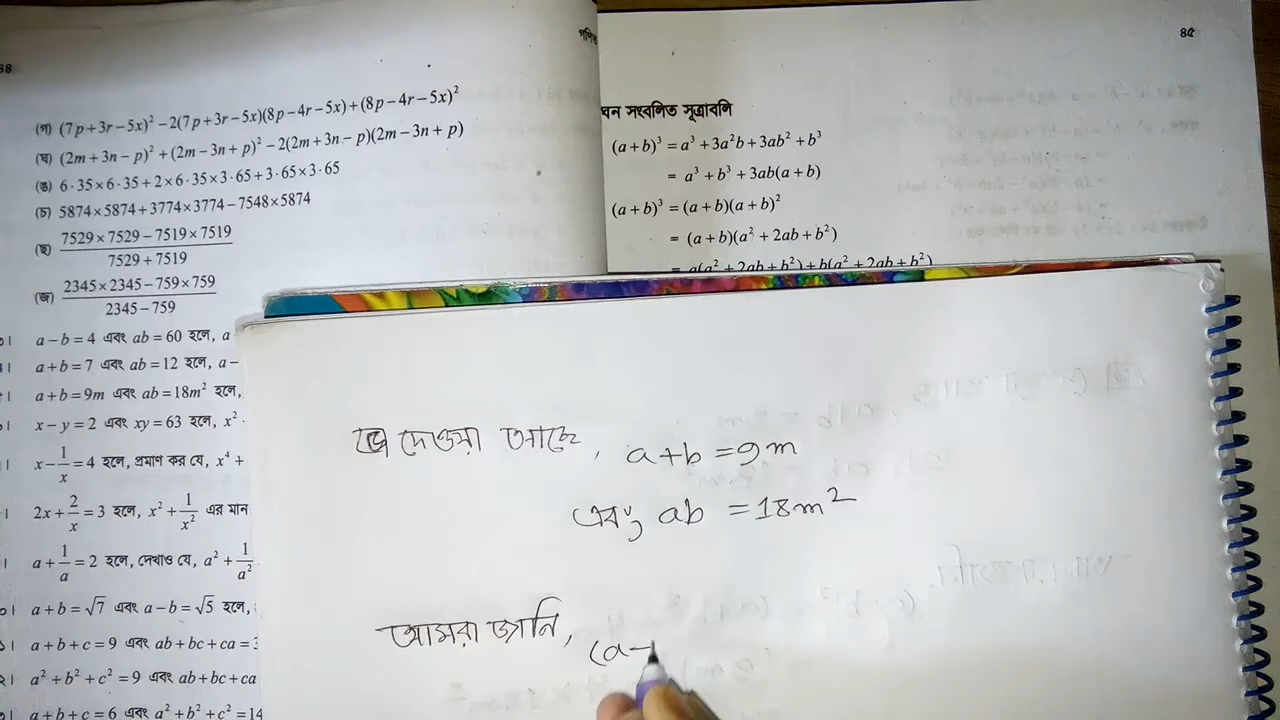 গণিত
(গ) (7p+3r−5x)² −2(7p+3r−5x)(8p−4r−5x)+(8p−4r−5x)²
(ঘ) (2m+3n−p)² +(2m−3n+p)² −2(2m+3n−p)(2m−3n+p)
(ঙ) 6·35×6·35+2×6·35×3·65+3·65×3·65
(চ) 5874×5874+3774×3774−7548×5874
(ছ) 7529×7529−7519×7519
7529+7519
(জ) 2345×2345−759×759
2345−759
a−b=4 এবং ab=60 হলে, a
a+b=7 এবং ab=12 হলে, a−
a+b=9m এবং ab=18m² হলে,
x−y=2 এবং xy=63 হলে, x²
x−1/x=4 হলে, প্রমাণ কর যে, x⁴+
2x+2/x=3 হলে, x²+1/x² এর মান
a+1/a=2 হলে, দেখাও যে, a²+1/a²
a+b=√7 এবং a−b=√5 হলে,
a+b+c=9 এবং ab+bc+ca=3
a²+b²+c²=9 এবং ab+bc+ca
a+b+c=6 এবং a²+b²+c²=14
৪৫
ঘন সংবলিত সূত্রাবলি
(a+b)³ = a³+3a²b+3ab²+b³
= a³+b³+3ab(a+b)
(a+b)³ = (a+b)(a+b)²
= (a+b)(a²+2ab+b²)
= a(a²+2ab+b²)+b(a²+2ab+b²)
দেওয়া আছে, a+b=9m
এবং ab =18m²
আমরা জানি, (a−